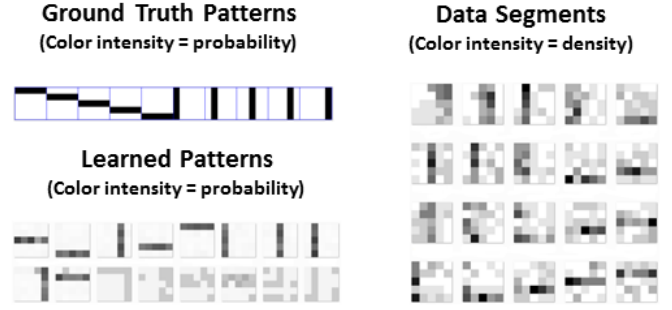 Ground Truth Patterns
(Color intensity = probability)
Learned Patterns
(Color intensity = probability)
Data Segments
(Color intensity = density)